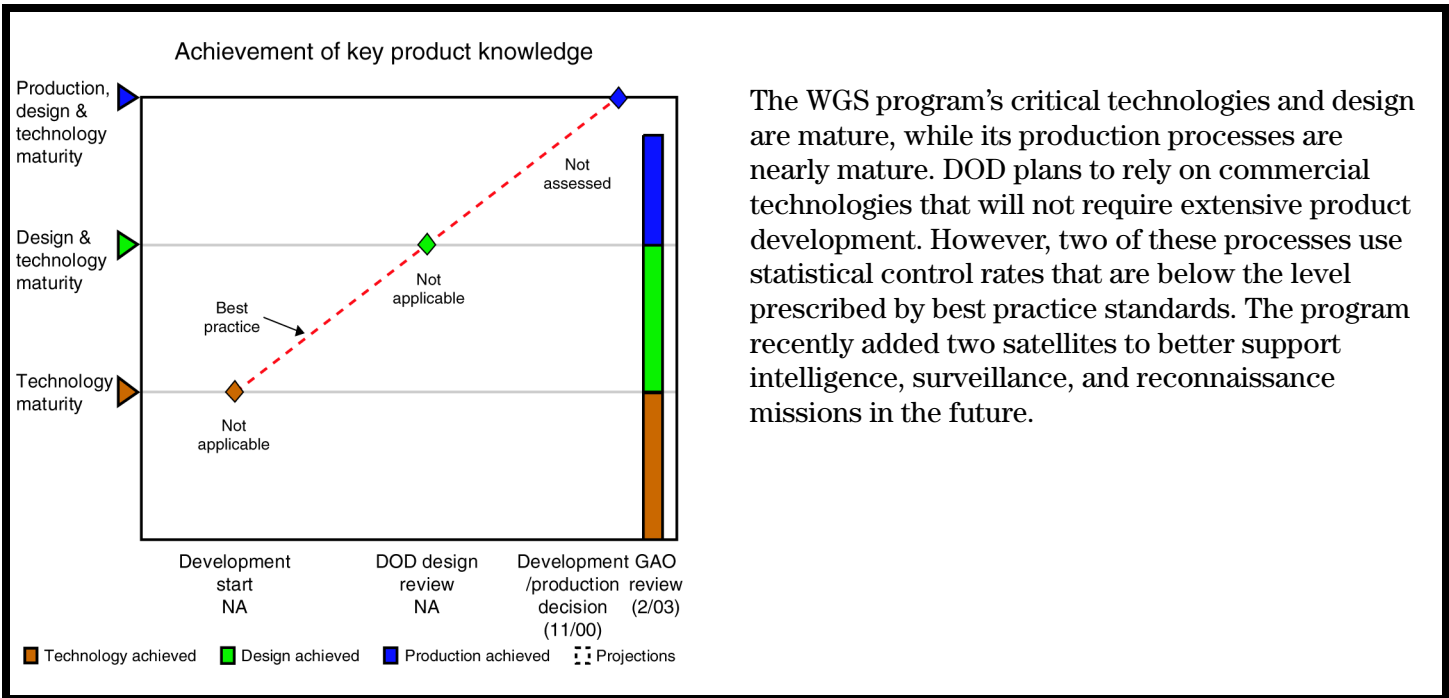 Achievement of key product knowledge
Production,
design &
technology
maturity
Design &
technology
maturity
Technology
maturity
Not
assessed
Not
applicable
Best
practice
Not
applicable
Development
start
NA
DOD design
review
NA
Development
/production
decision
(11/00)
GAO
review
(2/03)
Technology achieved
Design achieved
Production achieved
Projections
The WGS program's critical technologies and design
are mature, while its production processes are
nearly mature. DOD plans to rely on commercial
technologies that will not require extensive product
development. However, two of these processes use
statistical control rates that are below the level
prescribed by best practice standards. The program
recently added two satellites to better support
intelligence, surveillance, and reconnaissance
missions in the future.